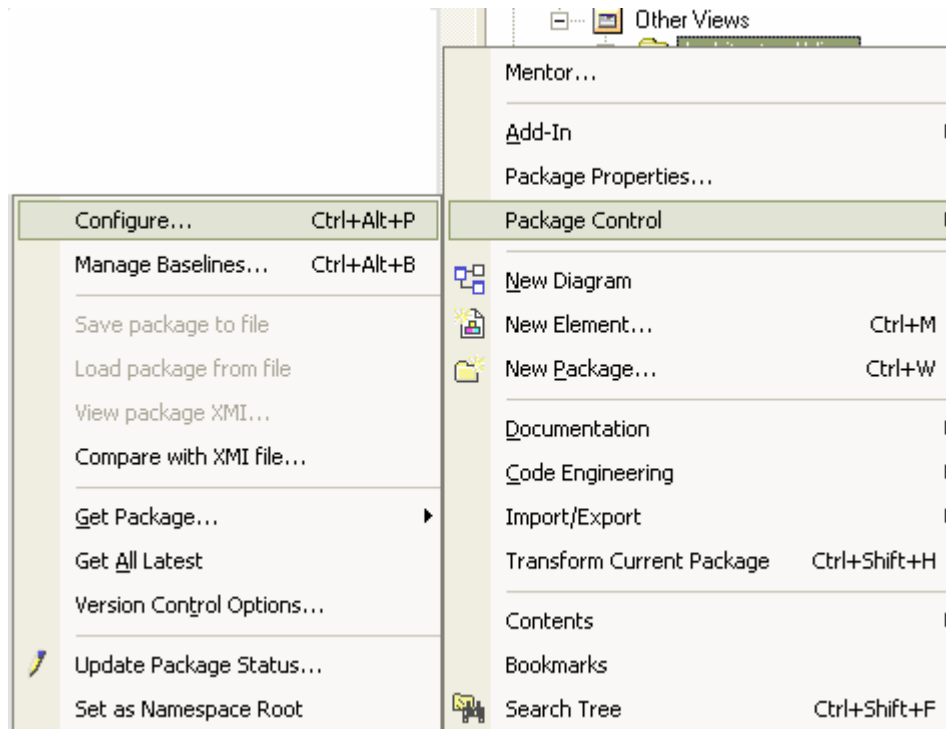 Other Views
Mentor...
Add-In
Package Properties...
Package Control
New Diagram
New Element... Ctrl+M
New Package... Ctrl+W
Documentation
Code Engineering
Import/Export
Transform Current Package Ctrl+Shift+H
Contents
Bookmarks
Search Tree Ctrl+Shift+F
Configure... Ctrl+Alt+P
Manage Baselines... Ctrl+Alt+B
Save package to file
Load package from file
View package XMI...
Compare with XMI file...
Get Package...
Get All Latest
Version Control Options...
Update Package Status...
Set as Namespace Root